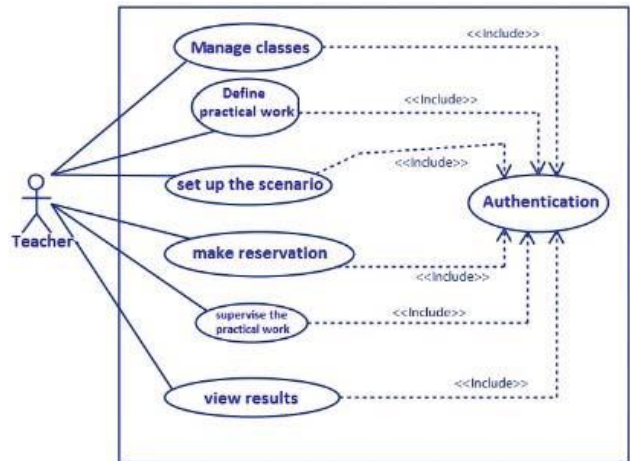 <<Include>>
Manage classes
Define
practical work
<<Include>>
set up the scenario
<<Include>>
Authentication
Teacher
make reservation
<<Include>>
supervise the
practical work
<<Include>>
view results
<<Include>>